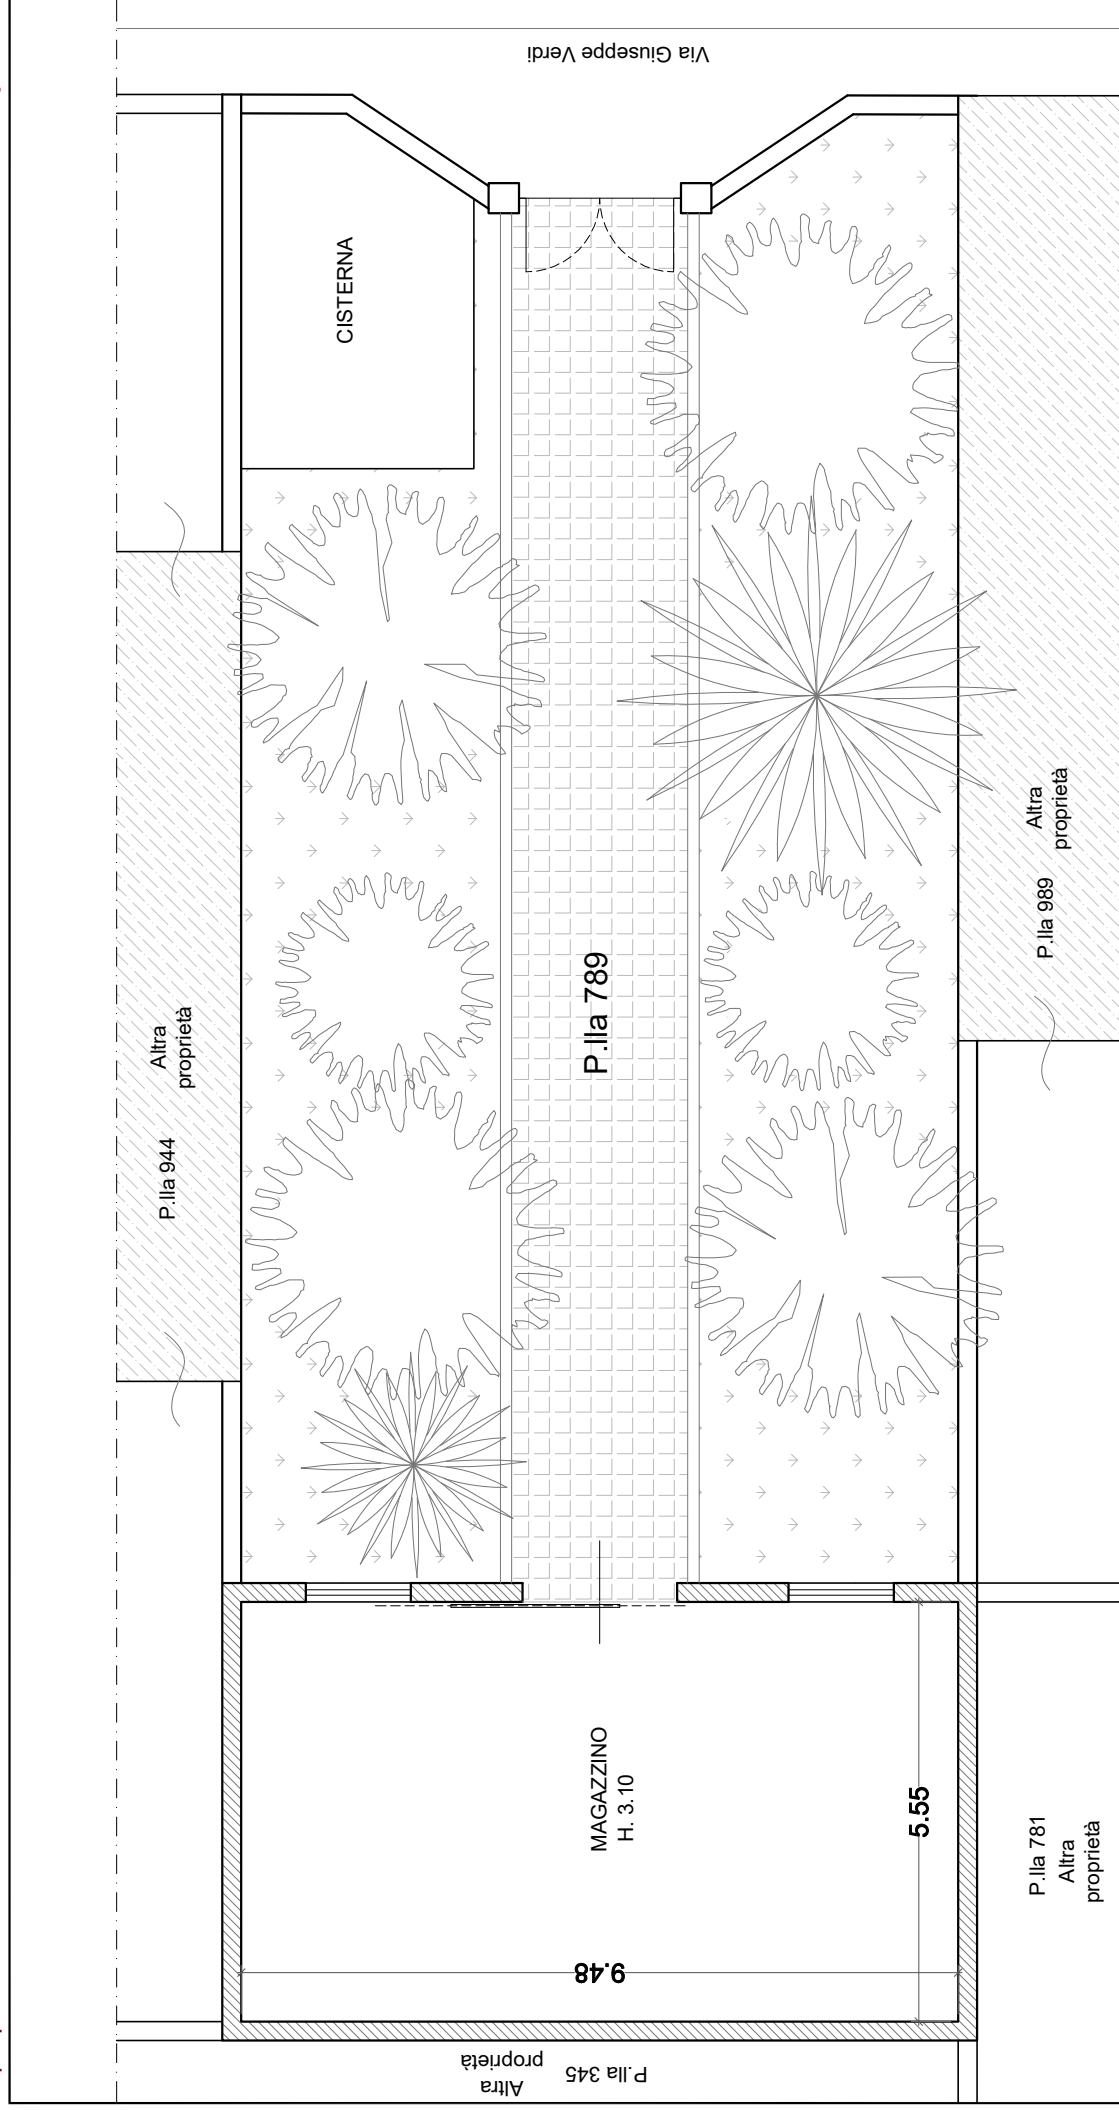 Via Giuseppe Verdi
CISTERNA
Altra
proprietà
P.lla 944
P.lla 789
Altra
proprietà
P.lla 989
MAGAZZINO
H. 3.10
5.55
9.48
P.lla 781
Altra
proprietà
P.lla 345
Altra
proprietà